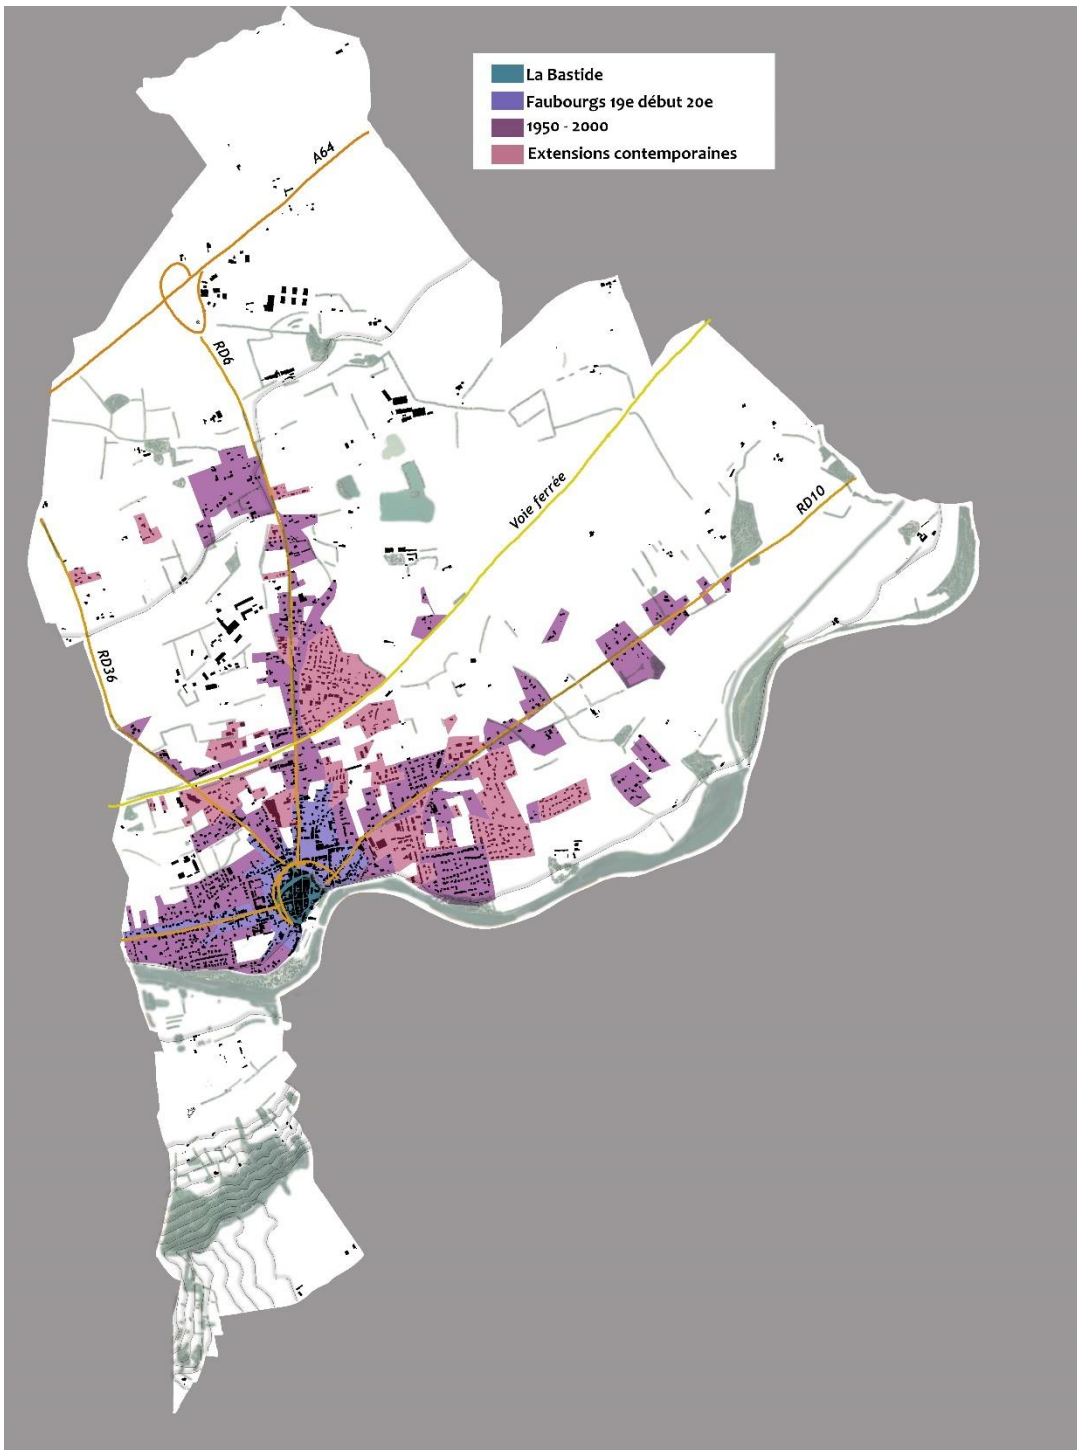 La Bastide
Faubourgs 19e début 20e
1950 - 2000
Extensions contemporaines
A64
RD6
Voie ferrée
RD10
RD36